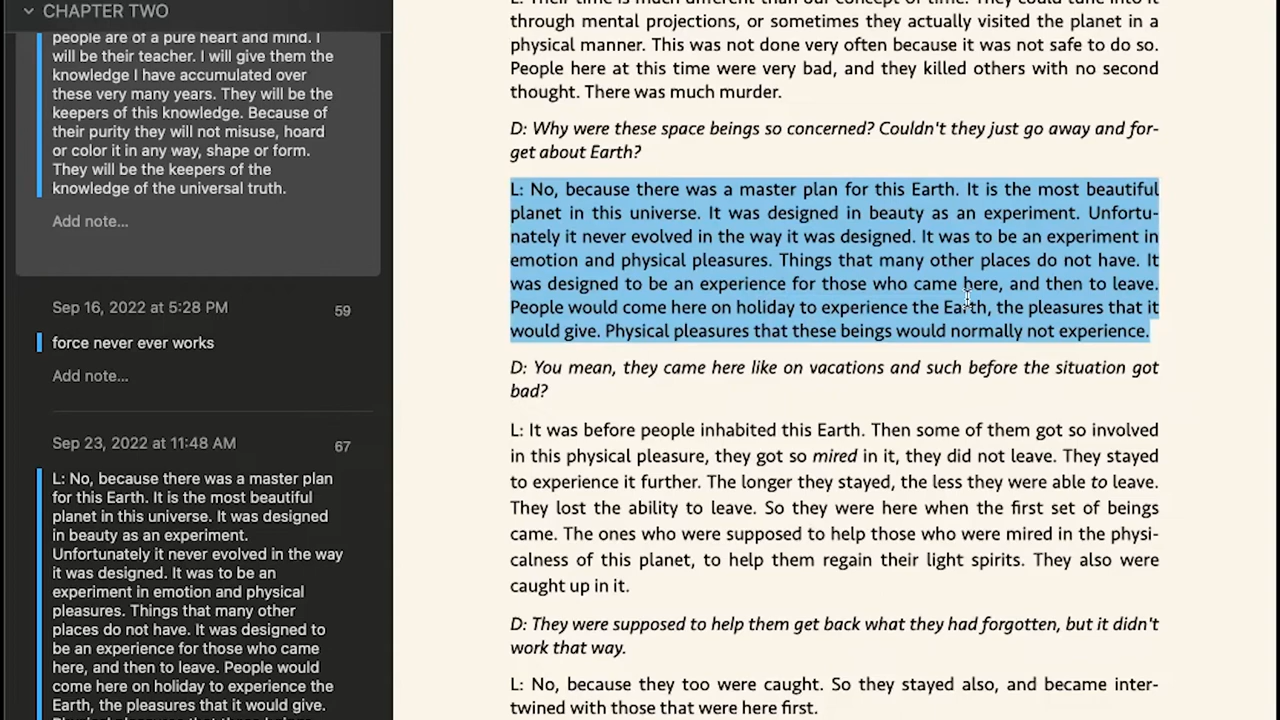 CHAPTER TWO
people are of a pure heart and mind. I
will be their teacher. I will give them the
knowledge I have accumulated over
these very many years. They will be the
keepers of this knowledge. Because of
their purity they will not misuse, hoard
or color it in any way, shape or form.
They will be the keepers of the
knowledge of the universal truth.
Add note...
Sep 16, 2022 at 5:28 PM 59
force never ever works
Add note...
Sep 23, 2022 at 11:48 AM 67
L: No, because there was a master plan
for this Earth. It is the most beautiful
planet in this universe. It was designed
in beauty as an experiment.
Unfortunately it never evolved in the way
it was designed. It was to be an
experiment in emotion and physical
pleasures. Things that many other
places do not have. It was designed to
be an experience for those who came
here, and then to leave. People would
come here on holiday to experience the
Earth, the pleasures that it would give.
L: Their time is much different than our concept of time. They could tune into it
through mental projections, or sometimes they actually visited the planet in a
physical manner. This was not done very often because it was not safe to do so.
People here at this time were very bad, and they killed others with no second
thought. There was much murder.
D: Why were these space beings so concerned? Couldn't they just go away and for-
get about Earth?
L: No, because there was a master plan for this Earth. It is the most beautiful
planet in this universe. It was designed in beauty as an experiment. Unfortu-
nately it never evolved in the way it was designed. It was to be an experiment in
emotion and physical pleasures. Things that many other places do not have. It
was designed to be an experience for those who came here, and then to leave.
People would come here on holiday to experience the Earth, the pleasures that it
would give. Physical pleasures that these beings would normally not experience.
D: You mean, they came here like on vacations and such before the situation got
bad?
L: It was before people inhabited this Earth. Then some of them got so involved
in this physical pleasure, they got so mired in it, they did not leave. They stayed
to experience it further. The longer they stayed, the less they were able to leave.
They lost the ability to leave. So they were here when the first set of beings
came. The ones who were supposed to help those who were mired in the physi-
calness of this planet, to help them regain their light spirits. They also were
caught up in it.
D: They were supposed to help them get back what they had forgotten, but it didn't
work that way.
L: No, because they too were caught. So they stayed also, and became inter-
twined with those that were here first.